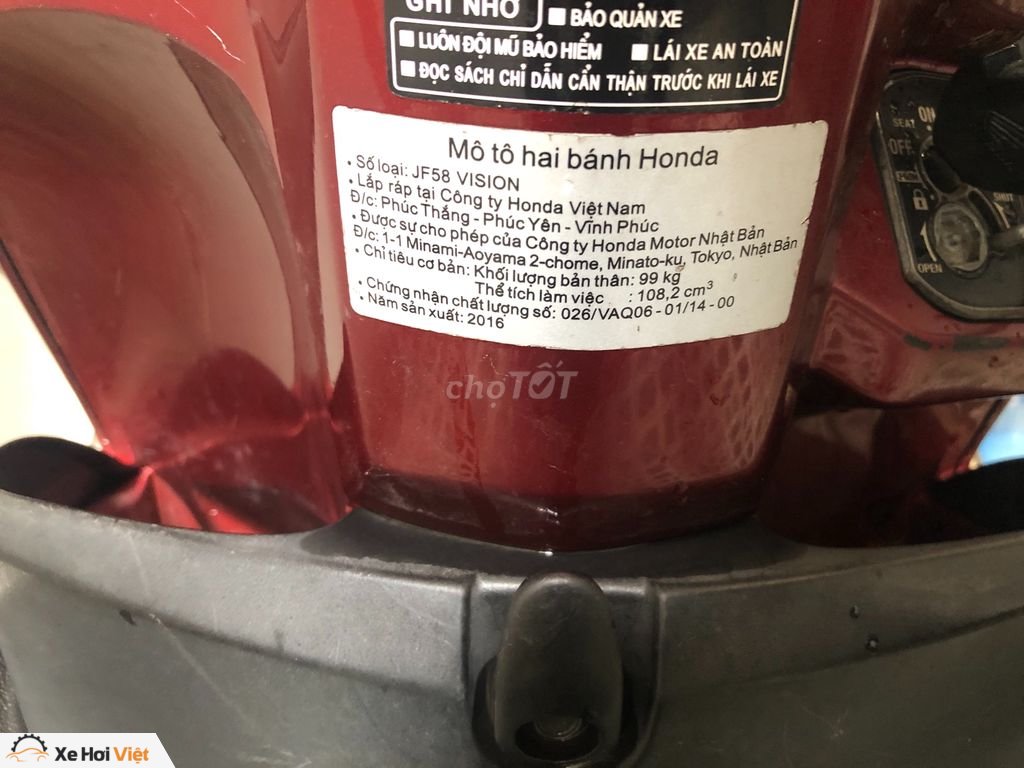 GHI NHỚ
BẢO QUẢN XE
LUÔN ĐỘI MŨ BẢO HIỂM
LÁI XE AN TOÀN
ĐỌC SÁCH CHỈ DẪN CẨN THẬN TRƯỚC KHI LÁI XE
Mô tô hai bánh Honda
• Số loại: JF58 VISION
• Lắp ráp tại Công ty Honda Việt Nam
Đ/c: Phúc Thắng - Phúc Yên - Vĩnh Phúc
• Được sự cho phép của Công ty Honda Motor Nhật Bản
Đ/c: 1-1 Minami-Aoyama 2-chome, Minato-ku, Tokyo, Nhật Bản
• Chỉ tiêu cơ bản: Khối lượng bản thân: 99 kg
Thể tích làm việc : 108,2 cm³
• Chứng nhận chất lượng số: 026/VAQ06 - 01/14 - 00
• Năm sản xuất: 2016
ON
SEAT
OFF
SHUT
OPEN
chợTỐT
Xe Hơi Việt